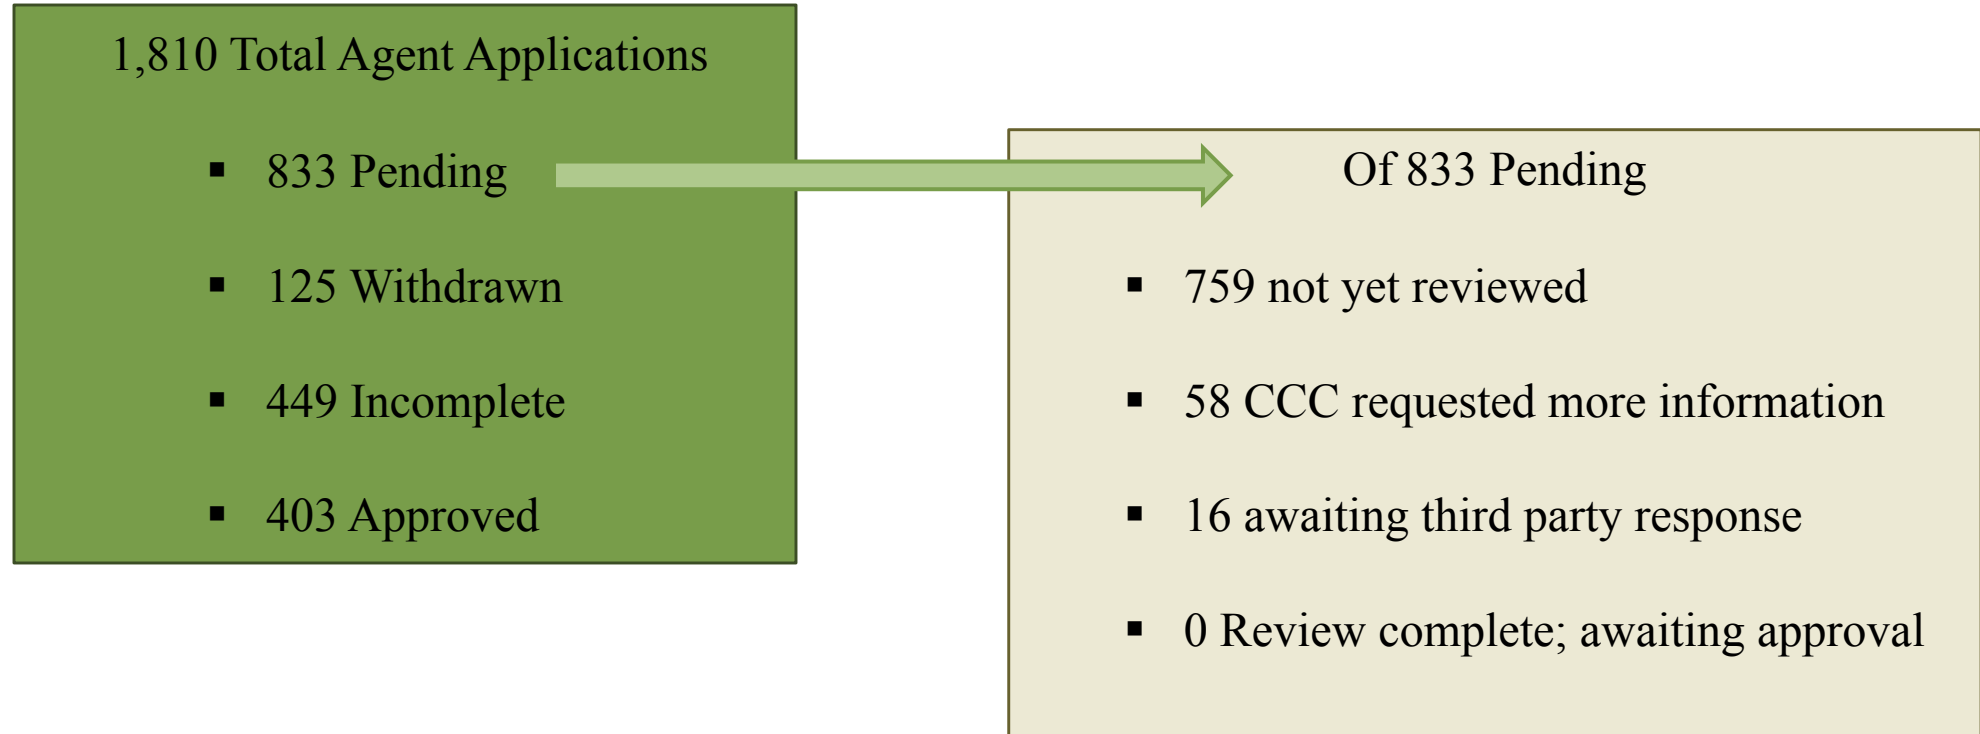 1,810 Total Agent Applications
▪ 833 Pending
▪ 125 Withdrawn
▪ 449 Incomplete
▪ 403 Approved
Of 833 Pending
▪ 759 not yet reviewed
▪ 58 CCC requested more information
▪ 16 awaiting third party response
▪ 0 Review complete; awaiting approval